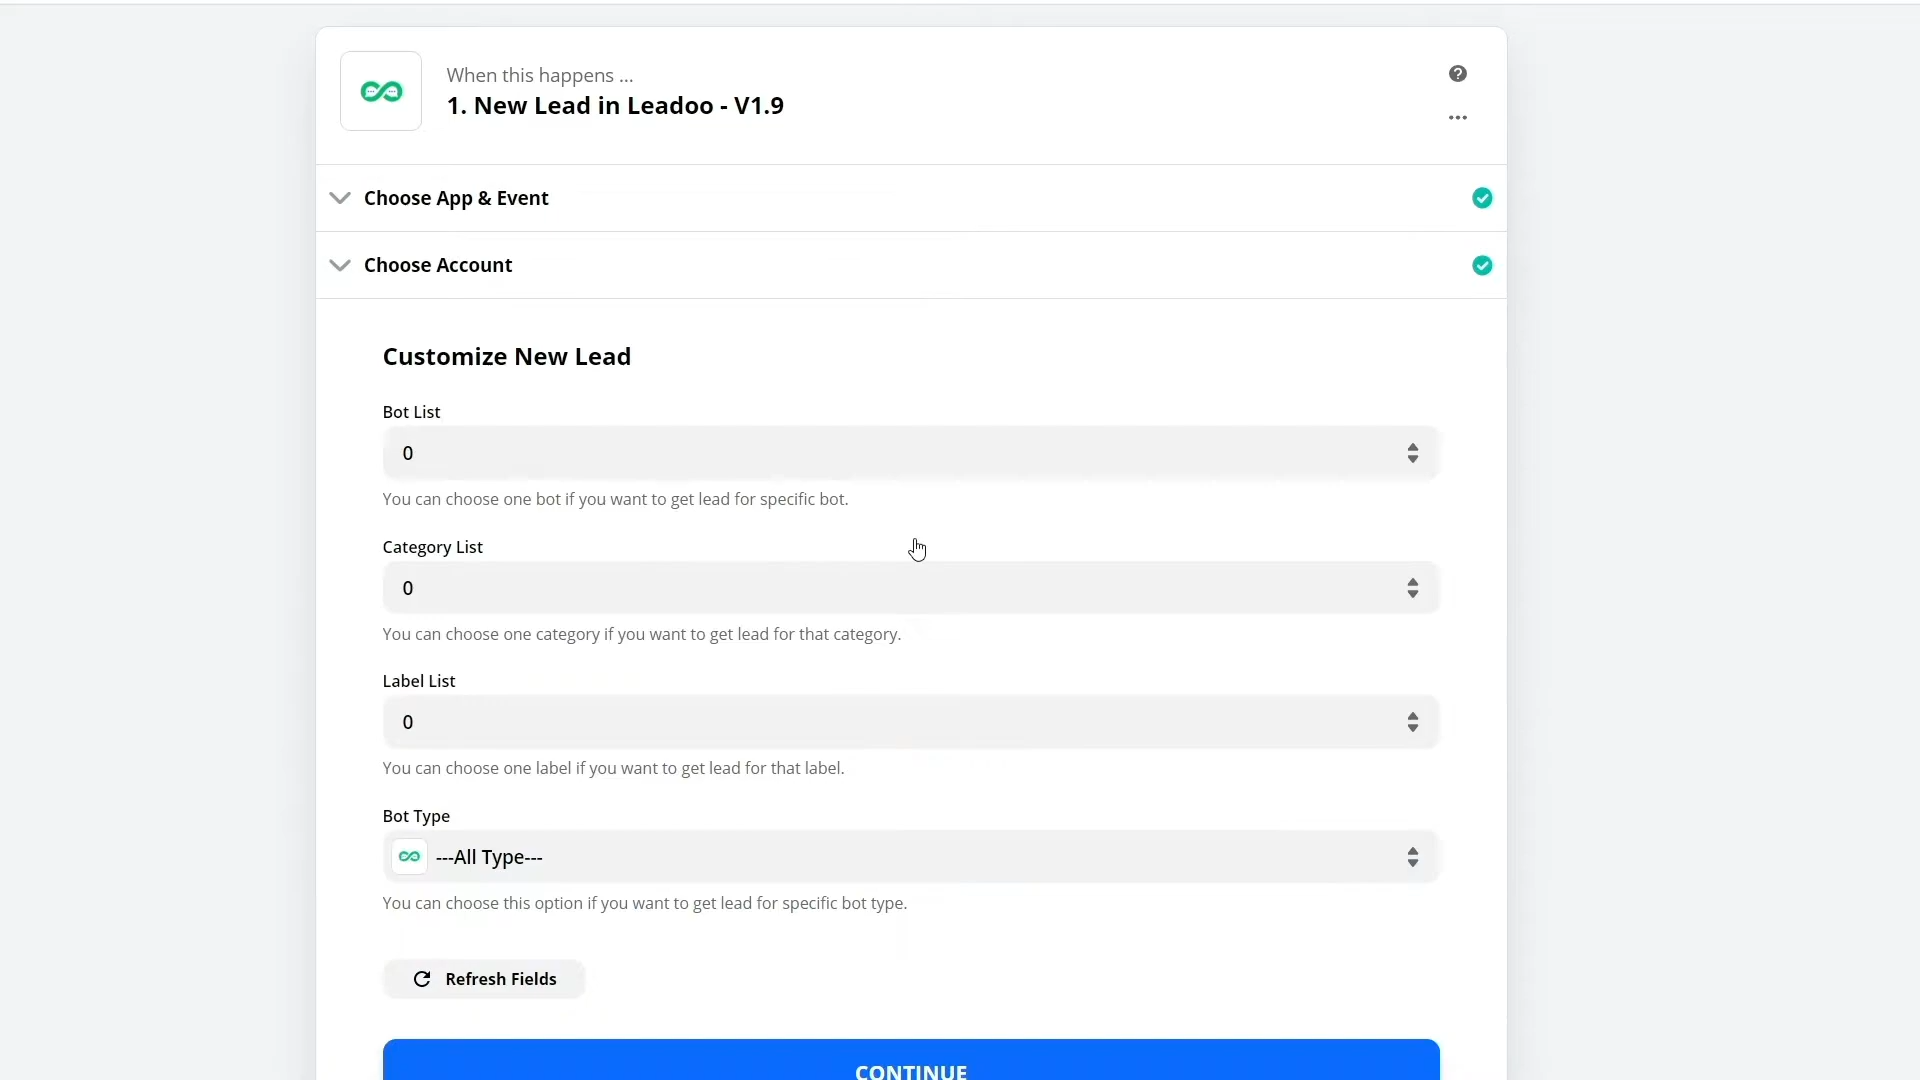 When this happens ...
1. New Lead in Leadoo - V1.9
Choose App & Event
Choose Account
Customize New Lead
Bot List
0
You can choose one bot if you want to get lead for specific bot.
Category List
0
You can choose one category if you want to get lead for that category.
Label List
0
You can choose one label if you want to get lead for that label.
Bot Type
---All Type---
You can choose this option if you want to get lead for specific bot type.
Refresh Fields
CONTINUE